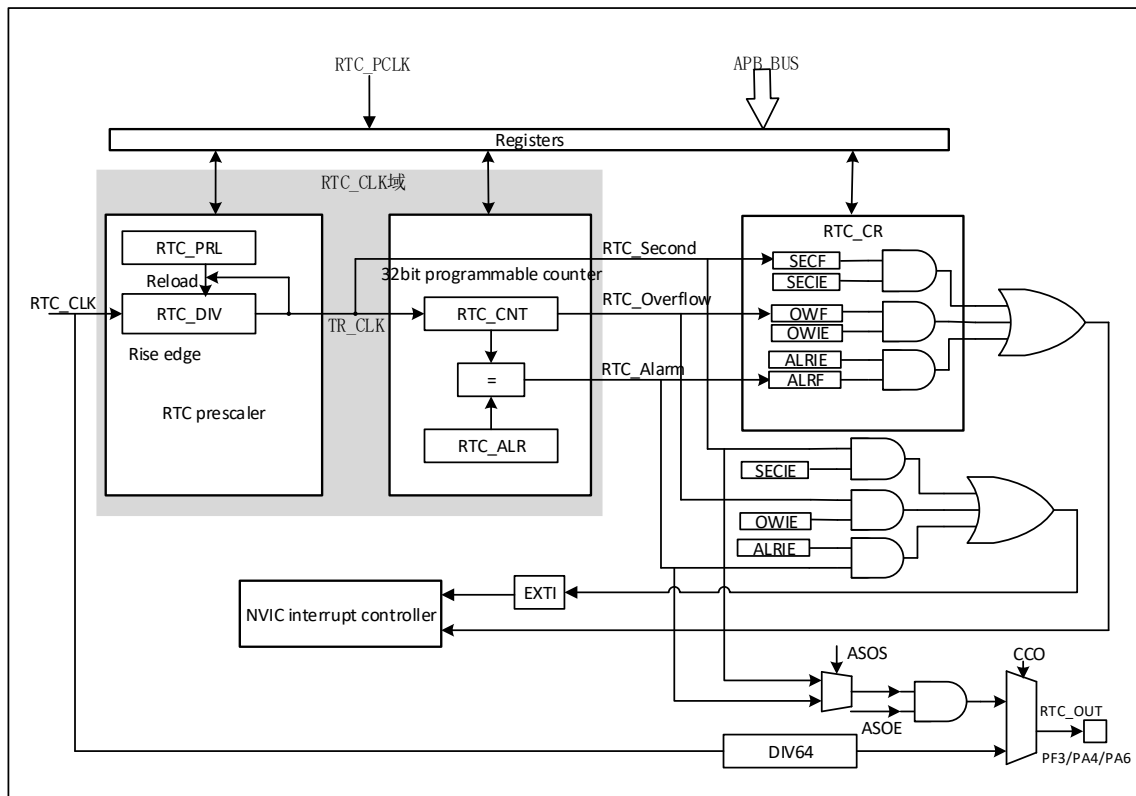 RTC_PCLK
APB_BUS
Registers
RTC_CLK域
RTC_PRL
Reload
RTC_CLK
RTC_DIV
Rise edge
RTC prescaler
TR_CLK
32bit programmable counter
RTC_CNT
=
RTC_ALR
RTC_Second
RTC_Overflow
RTC_Alarm
RTC_CR
SECF
SECIE
OWF
OWIE
ALRIE
ALRF
SECIE
OWIE
ALRIE
EXTI
NVIC interrupt controller
ASOS
CCO
ASOE
RTC_OUT
DIV64
PF3/PA4/PA6